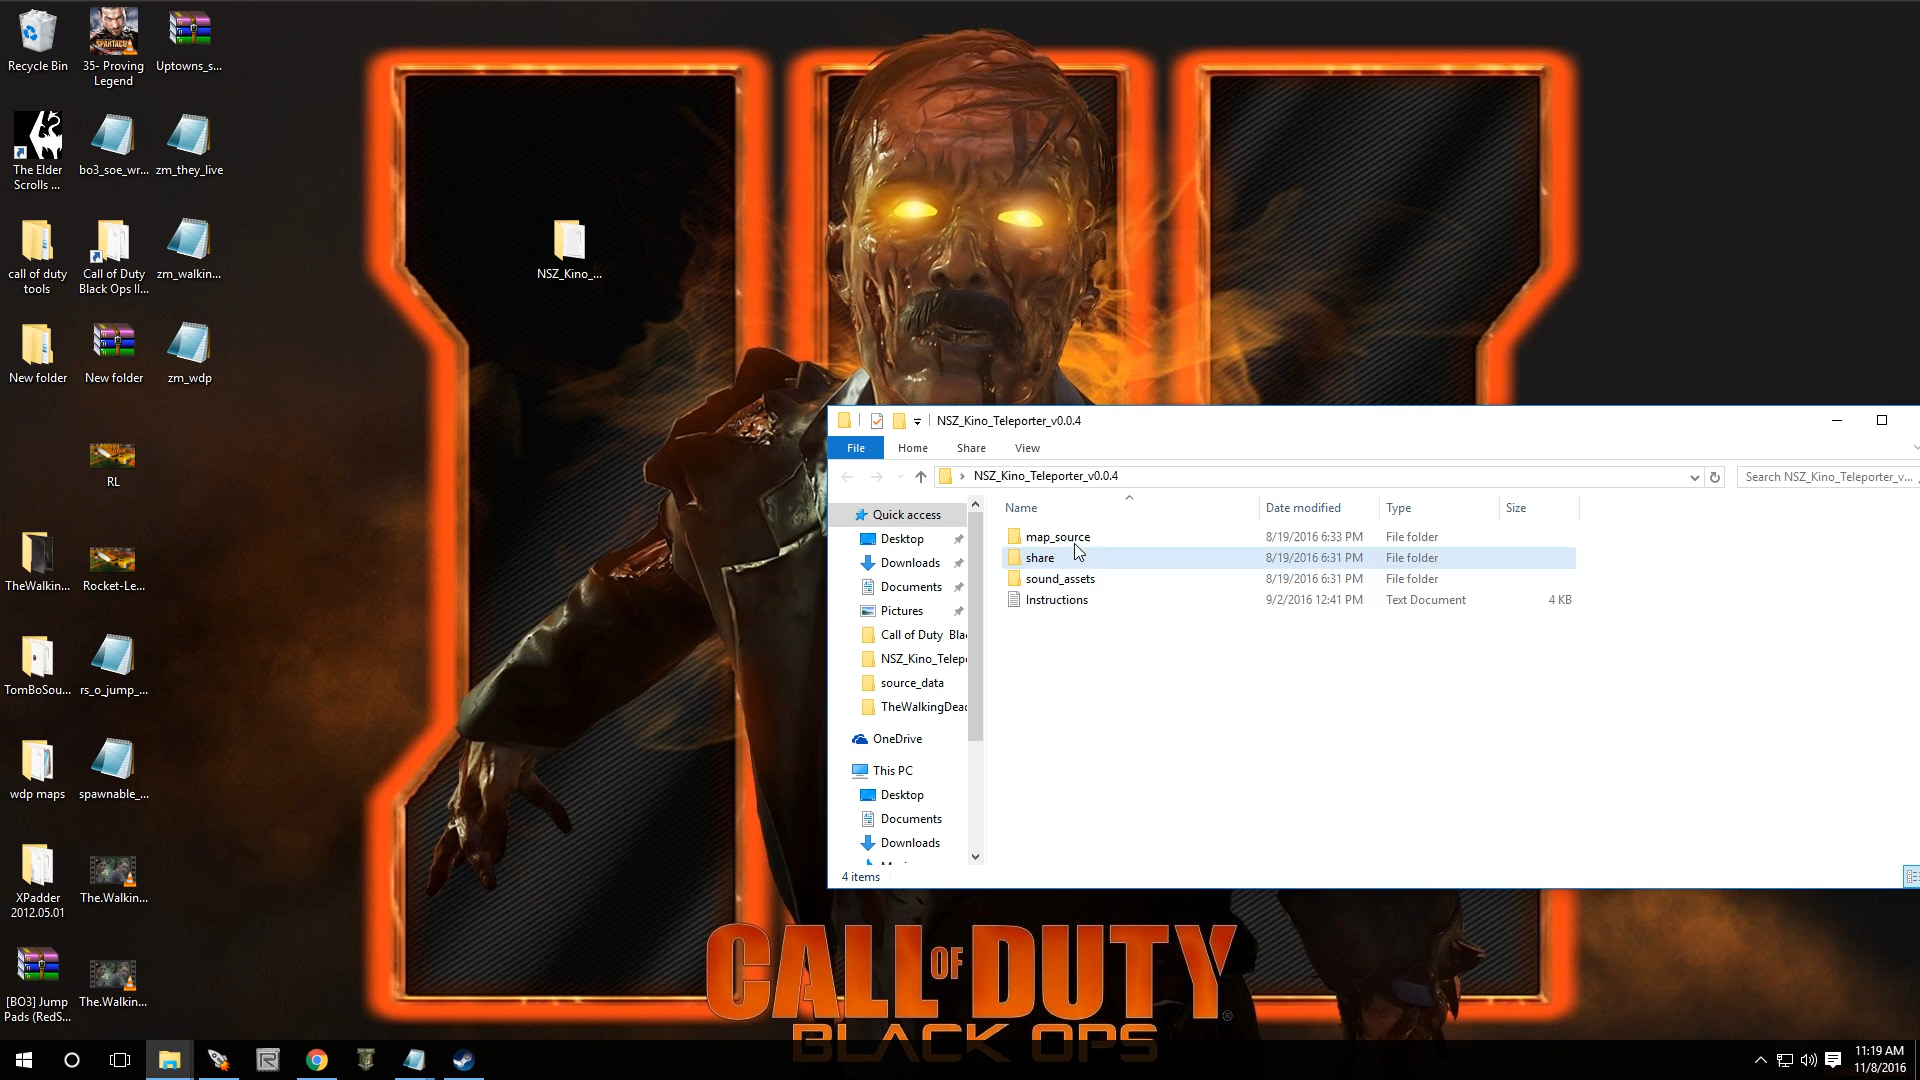 Recycle Bin
35- Proving
Legend
Uptowns_s...
The Elder
Scrolls ...
bo3_soe_wr...
zm_they_live
call of duty
tools
Call of Duty
Black Ops II...
zm_walkin...
New folder
New folder
zm_wdp
RL
TheWalkin...
Rocket-Le...
TomBoSou...
rs_o_jump_...
wdp maps
spawnable_...
XPadder
2012.05.01
The.Walkin...
[BO3] Jump
Pads (RedS...
The.Walkin...
NSZ_Kino_...
NSZ_Kino_Teleporter_v0.0.4
File
Home
Share
View
NSZ_Kino_Teleporter_v0.0.4
Search NSZ_Kino_Teleporter_v...
Name
Date modified
Type
Size
map_source
8/19/2016 6:33 PM
File folder
share
8/19/2016 6:31 PM
File folder
sound_assets
8/19/2016 6:31 PM
File folder
Instructions
9/2/2016 12:41 PM
Text Document
4 KB
Quick access
Desktop
Downloads
Documents
Pictures
Call of Duty Bla
NSZ_Kino_Telep
source_data
TheWalkingDea
OneDrive
This PC
Desktop
Documents
Downloads
4 items
CALL OF DUTY
BLACK OPS
11:19 AM
11/8/2016